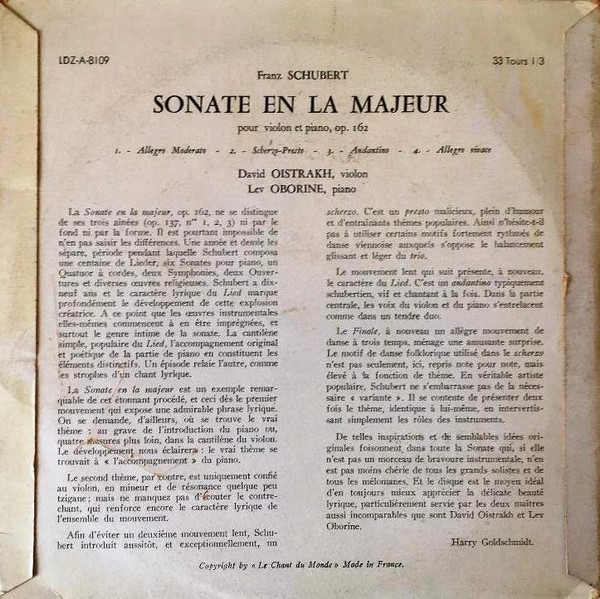 LDZ-A-8109
33 Tours 1/3
Franz SCHUBERT
SONATE EN LA MAJEUR
pour violon et piano, op. 162
1. - Allegro Moderato - 2. - Scherzo-Presto - 3. - Andantino - 4. - Allegro vivace
David OISTRAKH, violon
Lev OBORINE, piano
La Sonate en la majeur, op. 162, ne se distingue
de ses trois aînées (op. 137, nos 1, 2, 3) ni par le
fond ni par la forme. Il est pourtant impossible de
n'en pas saisir les différences. Une année et demie les
sépare, période pendant laquelle Schubert composa
une centaine de Lieder, six Sonates pour piano, un
Quatuor à cordes, deux Symphonies, deux Ouver-
tures et diverses œuvres religieuses. Schubert a dix-
neuf ans et le caractère lyrique du Lied marque
profondément le développement de cette explosion
créatrice. A ce point que les œuvres instrumentales
elles-mêmes commencent à en être imprégnées, et
surtout le genre intime de la sonate. La cantilène
simple, populaire du Lied, l'accompagnement original
et poétique de la partie de piano en constituent les
éléments distinctifs. Un épisode relaie l'autre, comme
les strophes d'un chant lyrique.
La Sonate en la majeur est un exemple remar-
quable de cet étonnant procédé, et ceci dès le premier
mouvement qui expose une admirable phrase lyrique.
On se demande, d'ailleurs, où se trouve le vrai
thème : au grave de l'introduction du piano ou,
quatre mesures plus loin, dans la cantilène du violon.
Le développement nous éclairera : le vrai thème se
trouvait à « l'accompagnement » du piano.
Le second thème, par contre, est uniquement confié
au violon, en mineur et de résonance quelque peu
tzigane ; mais ne manquez pas d'écouter le contre-
chant, qui renforce encore le caractère lyrique de
l'ensemble du mouvement.
Afin d'éviter un deuxième mouvement lent, Schu-
bert introduit aussitôt, et exceptionnellement, un
scherzo. C'est un presto malicieux, plein d'humour
et d'entraînants thèmes populaires. Ainsi n'hésite-t-il
pas à utiliser certains motifs fortement rythmés de
danse viennoise auxquels s'oppose le balancement
glissant et léger du trio.
Le mouvement lent qui suit présente, à nouveau,
le caractère du Lied. C'est un andantino typiquement
schubertien, vif et chantant à la fois. Dans la partie
centrale, les voix du violon et du piano s'entrelacent
comme dans un tendre duo.
Le Finale, à nouveau un allègre mouvement de
danse à trois temps, ménage une amusante surprise.
Le motif de danse folklorique utilisé dans le scherzo
n'est pas seulement, ici, repris note pour note, mais
élevé à la fonction de thème. En véritable artiste
populaire, Schubert ne s'embarrasse pas de la néces-
saire « variante ». Il se contente de présenter deux
fois le thème, identique à lui-même, en intervertis-
sant simplement les rôles des instruments.
De telles inspirations et de semblables idées ori-
ginales foisonnent dans toute la Sonate qui, si elle
n'est pas un morceau de bravoure instrumentale, n'en
est pas moins chérie de tous les grands solistes et de
tous les mélomanes. Et le disque est le moyen idéal
d'en toujours mieux apprécier la délicate beauté
lyrique, particulièrement servie par les deux maîtres
aussi incomparables que sont David Oistrakh et Lev
Oborine.
Harry Goldschmidt.
Copyright by « Le Chant du Monde » Made in France.